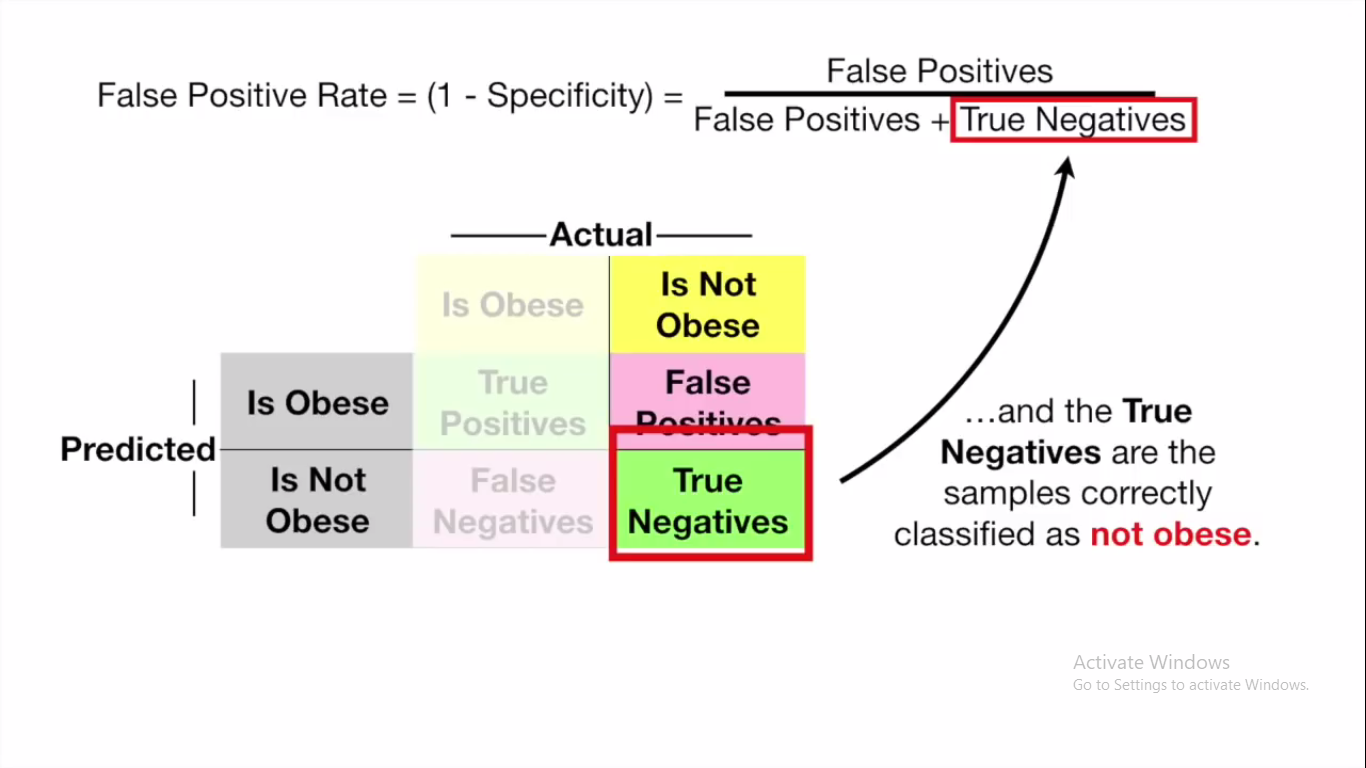 False Positives
False Positive Rate = (1 - Specificity) =
False Positives + True Negatives
Actual
Is Obese
Is Not
Obese
Is Obese
True
Positives
False
Positives
Predicted
Is Not
Obese
False
Negatives
True
Negatives
…and the True
Negatives are the
samples correctly
classified as not obese.
Activate Windows
Go to Settings to activate Windows.